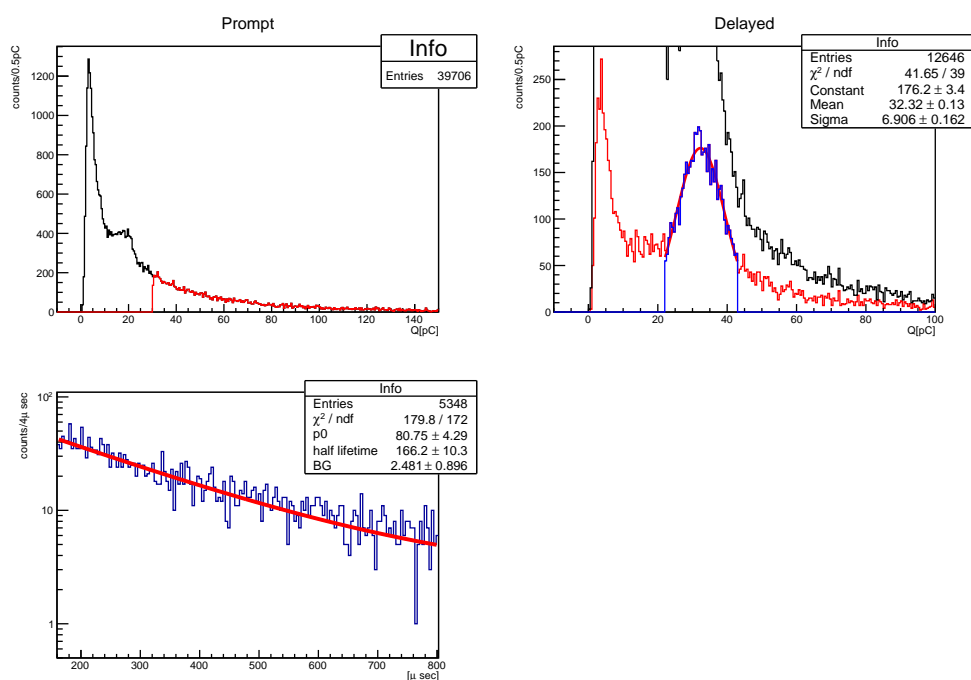 Prompt
Info
Entries 39706
counts/0.5pC
1200
1000
800
600
400
200
0
0 20 40 60 80 100 120 140
Q[pC]
Delayed
Info
Entries 12646
χ² / ndf 41.65 / 39
Constant 176.2 ± 3.4
Mean 32.32 ± 0.13
Sigma 6.906 ± 0.162
counts/0.5pC
250
200
150
100
50
0
0 20 40 60 80 100
Q[pC]
Info
Entries 5348
χ² / ndf 179.8 / 172
p0 80.75 ± 4.29
half lifetime 166.2 ± 10.3
BG 2.481 ± 0.896
counts/4μ sec
10²
10
1
200 300 400 500 600 700 800
[μ sec]